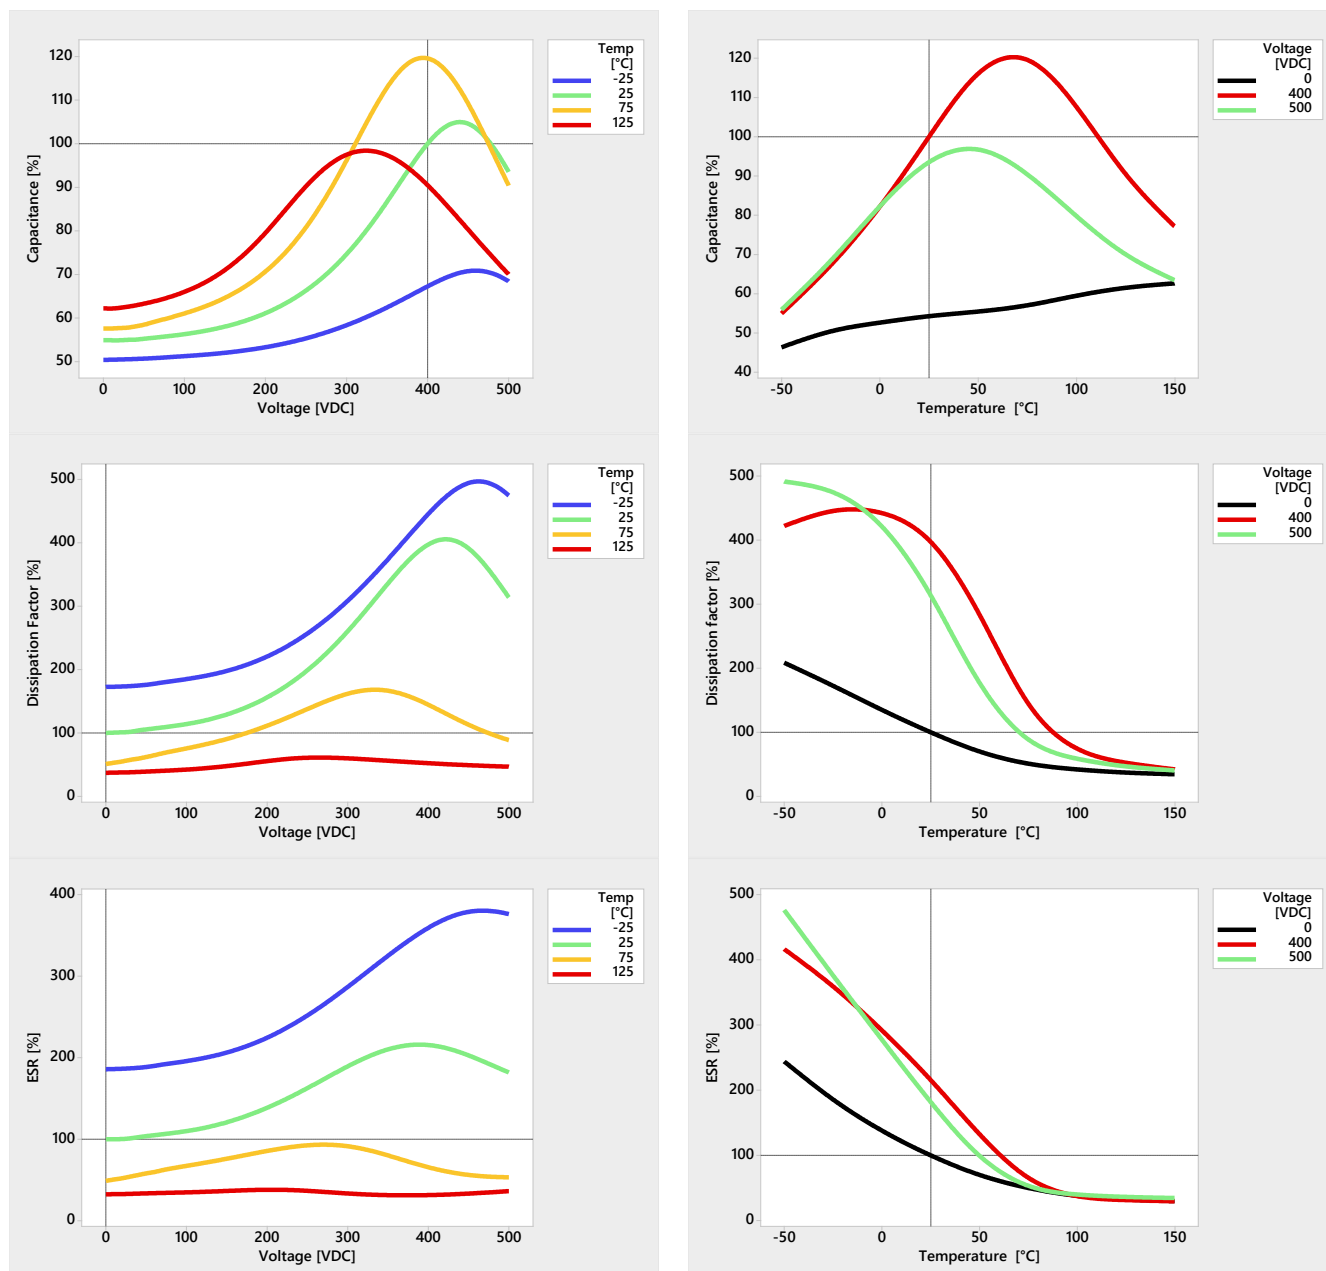 Capacitance [%]
120
110
100
90
80
70
60
50
0 100 200 300 400 500
Voltage [VDC]
Temp
[°C]
-25
25
75
125
Capacitance [%]
120
110
100
90
80
70
60
50
40
-50 0 50 100 150
Temperature [°C]
Voltage
[VDC]
0
400
500
Dissipation Factor [%]
500
400
300
200
100
0
0 100 200 300 400 500
Voltage [VDC]
Temp
[°C]
-25
25
75
125
Dissipation factor [%]
500
400
300
200
100
0
-50 0 50 100 150
Temperature [°C]
Voltage
[VDC]
0
400
500
ESR [%]
400
300
200
100
0
0 100 200 300 400 500
Voltage [VDC]
Temp
[°C]
-25
25
75
125
ESR [%]
500
400
300
200
100
0
-50 0 50 100 150
Temperature [°C]
Voltage
[VDC]
0
400
500